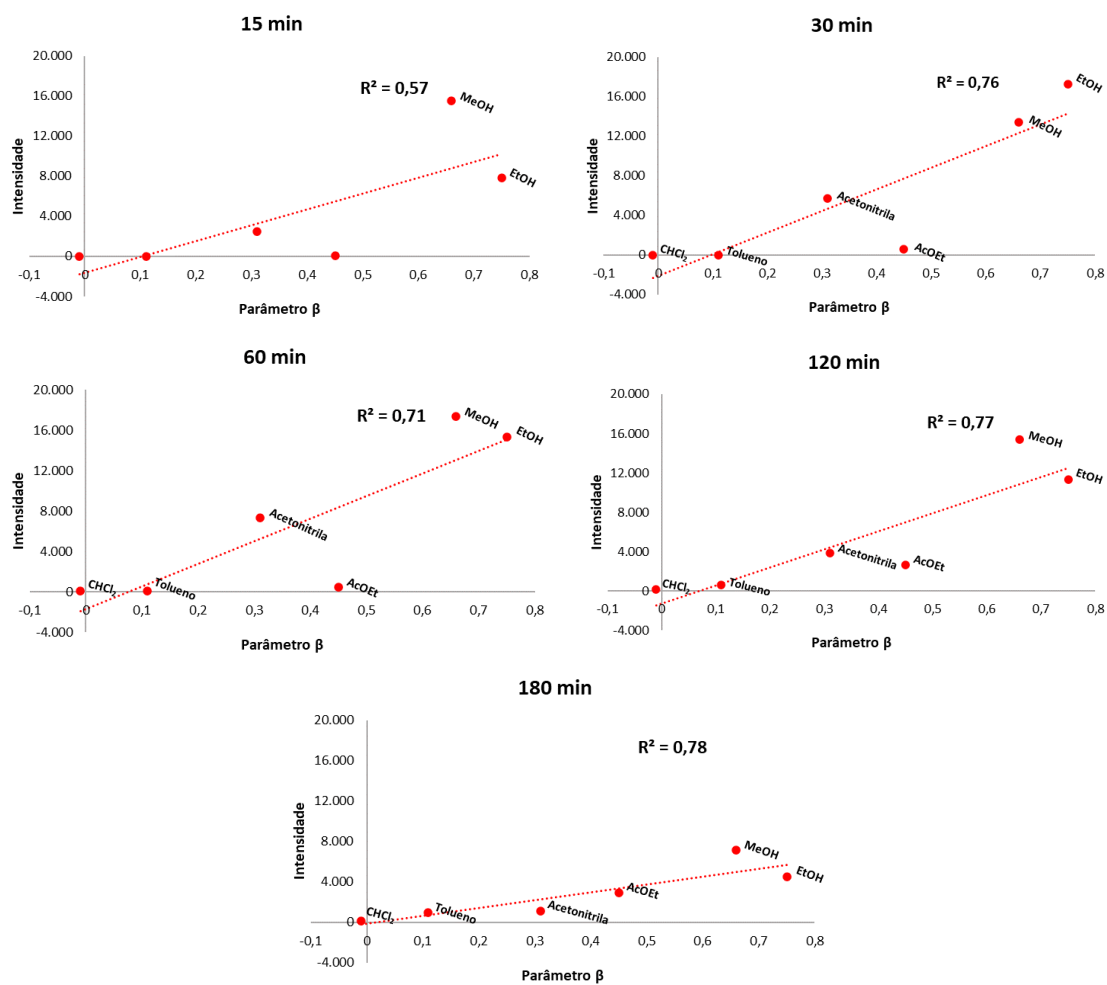 15 min
20.000
16.000
12.000
8.000
4.000
0
-4.000
Intensidade
R² = 0,57
MeOH
EtOH
-0,1 0 0,1 0,2 0,3 0,4 0,5 0,6 0,7 0,8
Parâmetro β
30 min
20.000
16.000
12.000
8.000
4.000
0
-4.000
Intensidade
R² = 0,76
EtOH
MeOH
Acetonitrila
AcOEt
CHCl₂
Tolueno
-0,1 0 0,1 0,2 0,3 0,4 0,5 0,6 0,7 0,8
Parâmetro β
60 min
20.000
16.000
12.000
8.000
4.000
0
-4.000
Intensidade
R² = 0,71
MeOH
EtOH
Acetonitrila
CHCl₂
Tolueno
AcOEt
-0,1 0 0,1 0,2 0,3 0,4 0,5 0,6 0,7 0,8
Parâmetro β
120 min
20.000
16.000
12.000
8.000
4.000
0
-4.000
Intensidade
R² = 0,77
MeOH
EtOH
Acetonitrila
AcOEt
CHCl₂
Tolueno
-0,1 0 0,1 0,2 0,3 0,4 0,5 0,6 0,7 0,8
Parâmetro β
180 min
20.000
16.000
12.000
8.000
4.000
0
-4.000
Intensidade
R² = 0,78
MeOH
EtOH
AcOEt
Acetonitrila
Tolueno
CHCl₂
-0,1 0 0,1 0,2 0,3 0,4 0,5 0,6 0,7 0,8
Parâmetro β